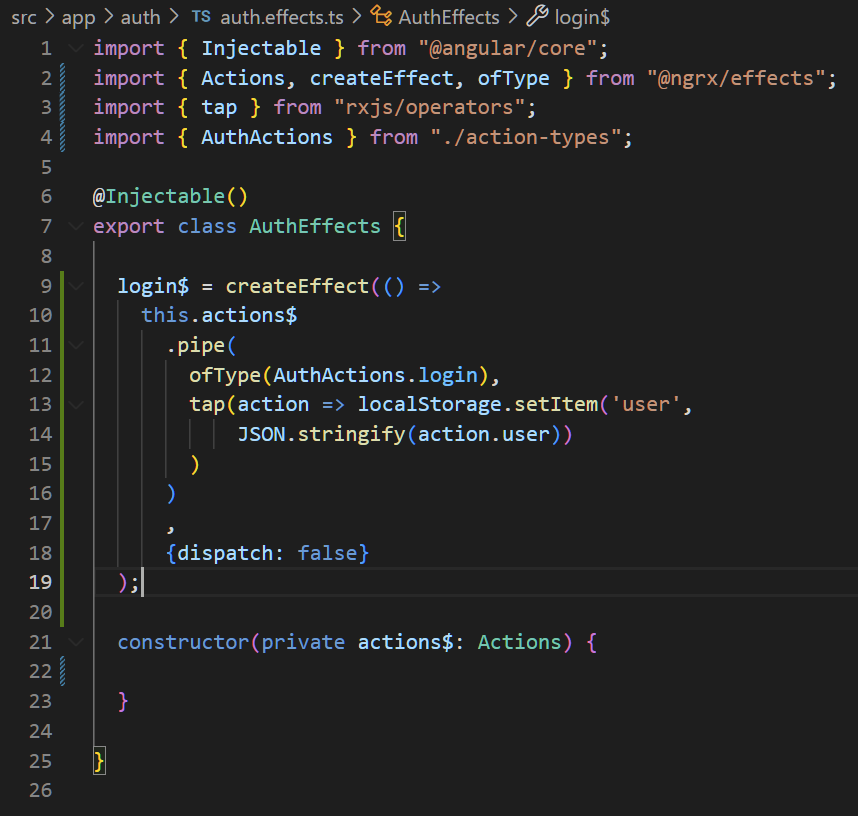 src > app > auth > TS auth.effects.ts > AuthEffects > login$
1 import { Injectable } from "@angular/core";
2 import { Actions, createEffect, ofType } from "@ngrx/effects";
3 import { tap } from "rxjs/operators";
4 import { AuthActions } from "./action-types";
5
6 @Injectable()
7 export class AuthEffects {
8
9   login$ = createEffect(() =>
10     this.actions$
11       .pipe(
12         ofType(AuthActions.login),
13         tap(action => localStorage.setItem('user',
14             JSON.stringify(action.user))
15         )
16       )
17       ,
18       {dispatch: false}
19   );
20
21   constructor(private actions$: Actions) {
22
23   }
24
25 }
26